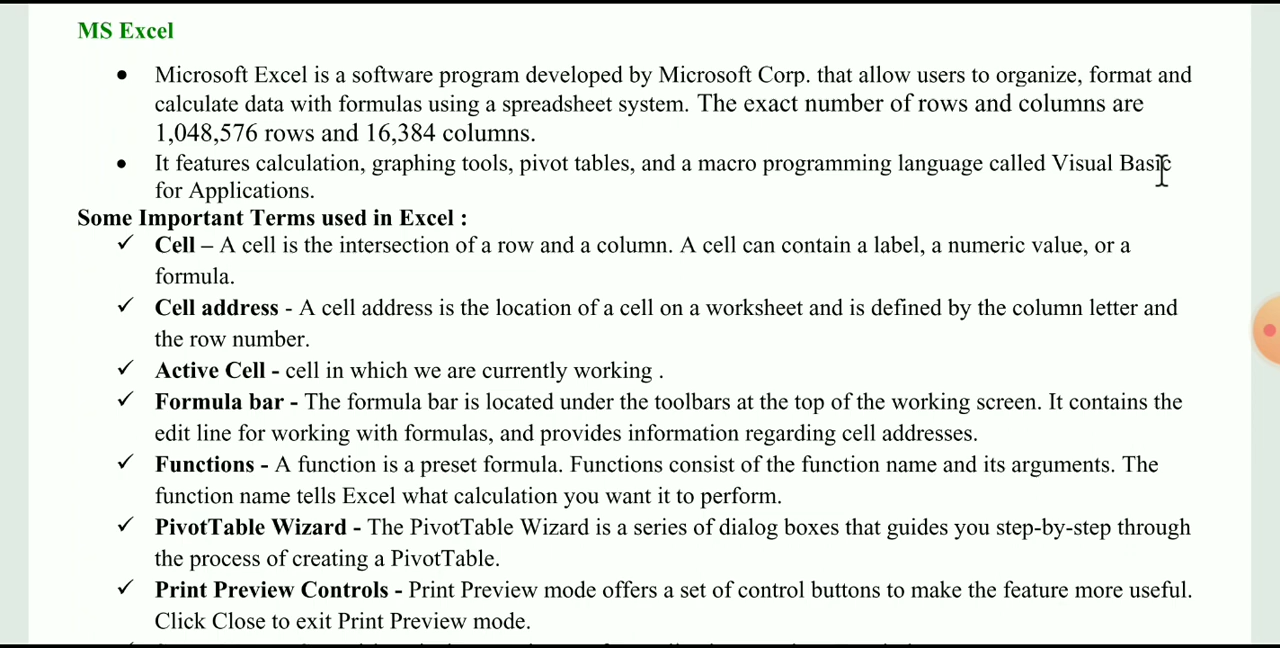 MS Excel
• Microsoft Excel is a software program developed by Microsoft Corp. that allow users to organize, format and
calculate data with formulas using a spreadsheet system. The exact number of rows and columns are
1,048,576 rows and 16,384 columns.
• It features calculation, graphing tools, pivot tables, and a macro programming language called Visual Basic
for Applications.
Some Important Terms used in Excel :
✓ Cell – A cell is the intersection of a row and a column. A cell can contain a label, a numeric value, or a
formula.
✓ Cell address - A cell address is the location of a cell on a worksheet and is defined by the column letter and
the row number.
✓ Active Cell - cell in which we are currently working .
✓ Formula bar - The formula bar is located under the toolbars at the top of the working screen. It contains the
edit line for working with formulas, and provides information regarding cell addresses.
✓ Functions - A function is a preset formula. Functions consist of the function name and its arguments. The
function name tells Excel what calculation you want it to perform.
✓ PivotTable Wizard - The PivotTable Wizard is a series of dialog boxes that guides you step-by-step through
the process of creating a PivotTable.
✓ Print Preview Controls - Print Preview mode offers a set of control buttons to make the feature more useful.
Click Close to exit Print Preview mode.